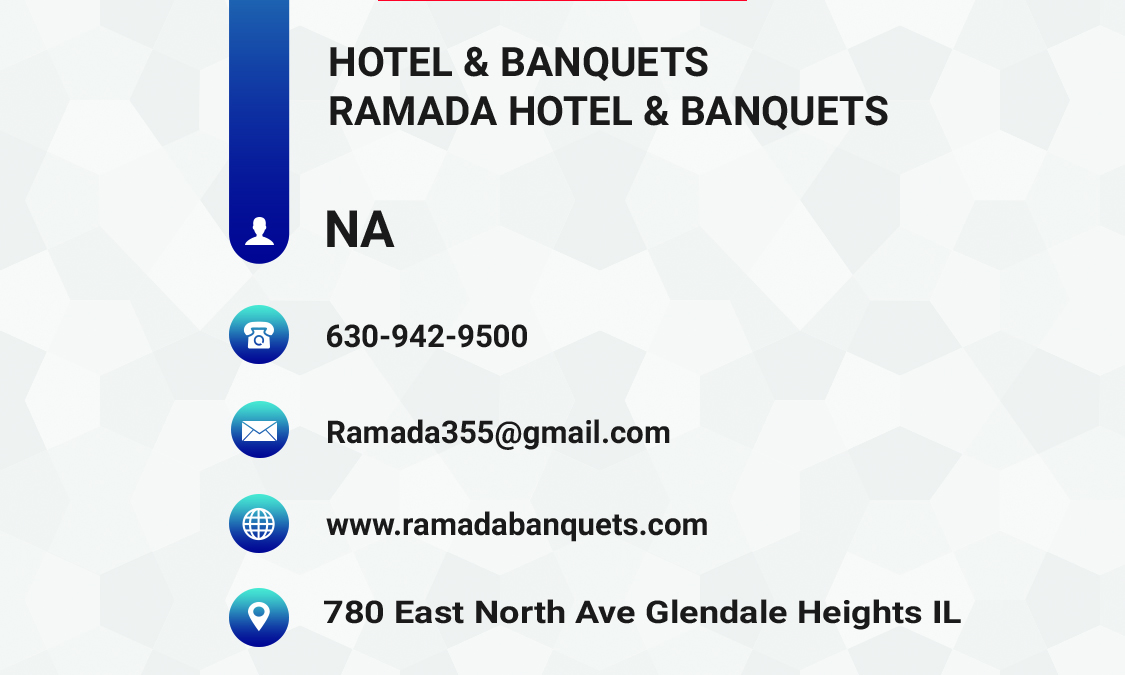 HOTEL & BANQUETS
RAMADA HOTEL & BANQUETS
NA
630-942-9500
Ramada355@gmail.com
www.ramadabanquets.com
780 East North Ave Glendale Heights IL